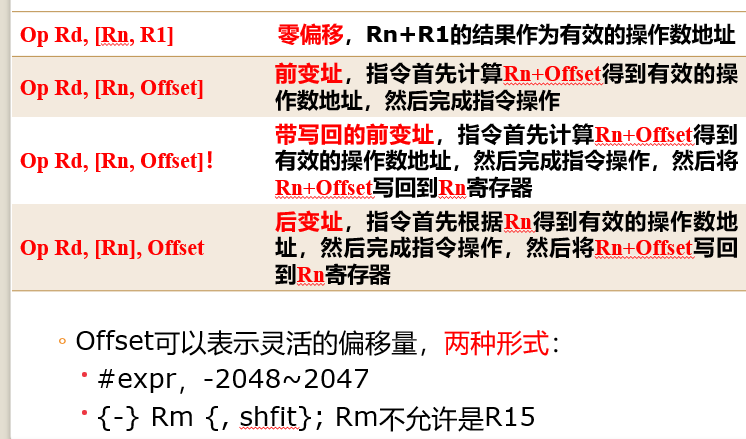 Op Rd, [Rn, R1] 零偏移，Rn+R1的结果作为有效的操作数地址
Op Rd, [Rn, Offset] 前变址，指令首先计算Rn+Offset得到有效的操
作数地址，然后完成指令操作
Op Rd, [Rn, Offset]！ 带写回的前变址，指令首先计算Rn+Offset得到
有效的操作数地址，然后完成指令操作，然后将
Rn+Offset写回到Rn寄存器
Op Rd, [Rn], Offset 后变址，指令首先根据Rn得到有效的操作数地
址，然后完成指令操作，然后将Rn+Offset写回
到Rn寄存器
Offset可以表示灵活的偏移量，两种形式：
#expr，-2048~2047
{-} Rm {, shfit}; Rm不允许是R15